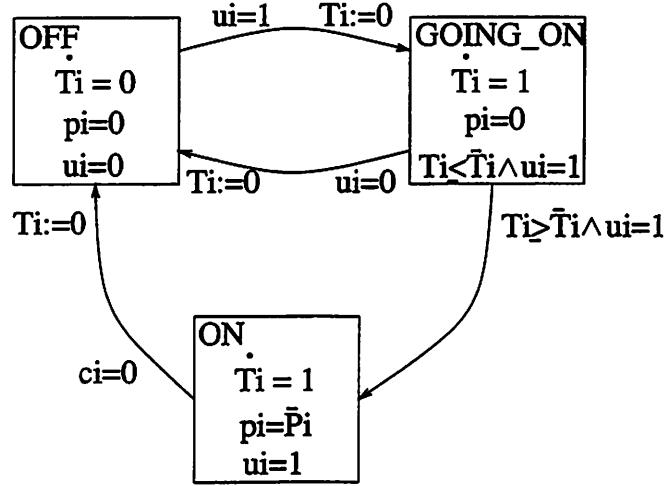 ui=1 Ti:=0
OFF
Ṫi = 0
pi=0
ui=0
GOING_ON
Ṫi = 1
pi=0
Ti≤T̄i∧ui=1
Ti:=0 ui=0
Ti:=0
Ti≥T̄i∧ui=1
ON
Ṫi = 1
pi=P̄i
ui=1
ci=0